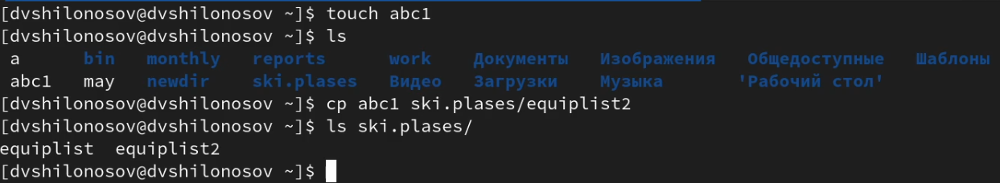 [dvshilonosov@dvshilonosov ~]$ touch abc1
[dvshilonosov@dvshilonosov ~]$ ls
a bin monthly reports work Документы Изображения Общедоступные Шаблоны
abc1 may newdir ski.plases Видео Загрузки Музыка 'Рабочий стол'
[dvshilonosov@dvshilonosov ~]$ cp abc1 ski.plases/equiplist2
[dvshilonosov@dvshilonosov ~]$ ls ski.plases/
equiplist equiplist2
[dvshilonosov@dvshilonosov ~]$